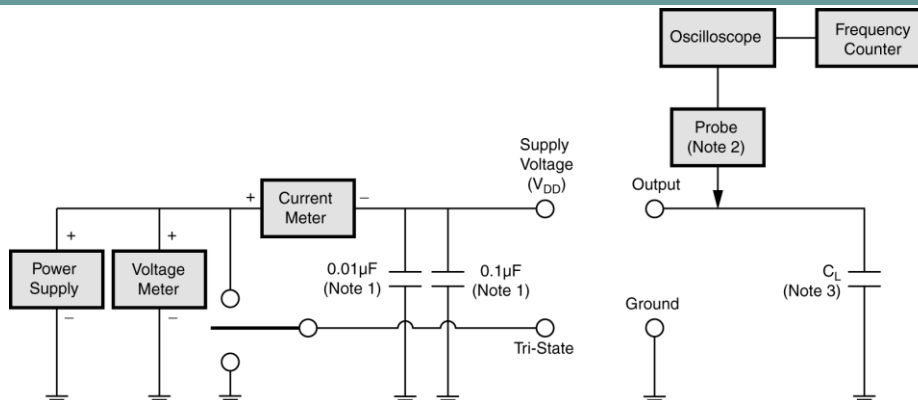 Oscilloscope
Frequency
Counter
Probe
(Note 2)
Supply
Voltage
(VDD)
Output
+
Current
Meter
–
+
Power
Supply
–
+
Voltage
Meter
–
0.01µF
(Note 1)
0.1µF
(Note 1)
CL
(Note 3)
Ground
Tri-State